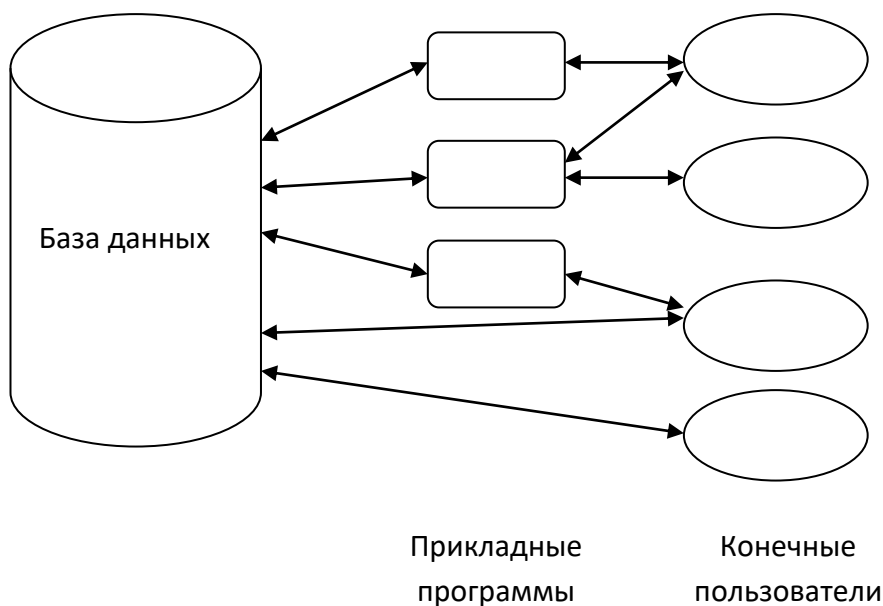 База данных
Прикладные
программы
Конечные
пользователи